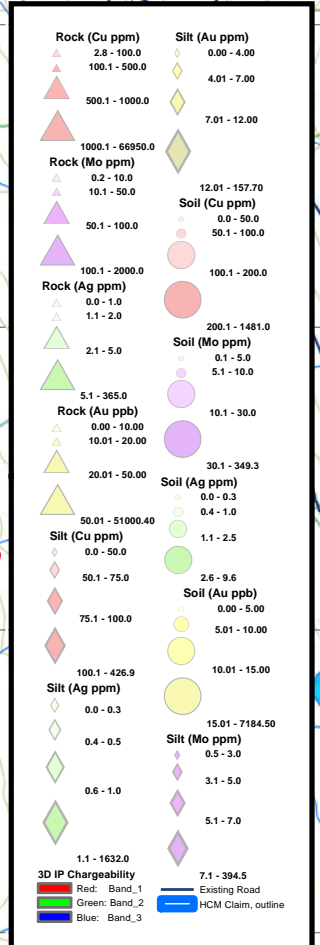 Rock (Cu ppm)
2.8 - 100.0
100.1 - 500.0
500.1 - 1000.0
1000.1 - 66950.0
Rock (Mo ppm)
0.2 - 10.0
10.1 - 50.0
50.1 - 100.0
100.1 - 2000.0
Rock (Ag ppm)
0.0 - 1.0
1.1 - 2.0
2.1 - 5.0
5.1 - 365.0
Rock (Au ppb)
0.00 - 10.00
10.01 - 20.00
20.01 - 50.00
50.01 - 51000.40
Silt (Cu ppm)
0.0 - 50.0
50.1 - 75.0
75.1 - 100.0
100.1 - 426.9
Silt (Ag ppm)
0.0 - 0.3
0.4 - 0.5
0.6 - 1.0
1.1 - 1632.0
3D IP Chargeability
Red: Band_1
Green: Band_2
Blue: Band_3
Silt (Au ppm)
0.00 - 4.00
4.01 - 7.00
7.01 - 12.00
12.01 - 157.70
Soil (Cu ppm)
0.0 - 50.0
50.1 - 100.0
100.1 - 200.0
200.1 - 1481.0
Soil (Mo ppm)
0.1 - 5.0
5.1 - 10.0
10.1 - 30.0
30.1 - 349.3
Soil (Ag ppm)
0.0 - 0.3
0.4 - 1.0
1.1 - 2.5
2.6 - 9.6
Soil (Au ppb)
0.00 - 5.00
5.01 - 10.00
10.01 - 15.00
15.01 - 7184.50
Silt (Mo ppm)
0.5 - 3.0
3.1 - 5.0
5.1 - 7.0
7.1 - 394.5
Existing Road
HCM Claim, outline